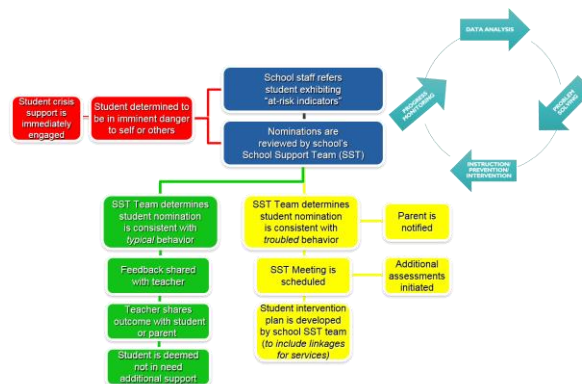 School staff refers
student exhibiting
"at-risk indicators"
Student crisis
support is
immediately
engaged
Student determined to
be in imminent danger
to self or others
Nominations are
reviewed by school's
School Support Team (SST)
SST Team determines
student nomination
is consistent with
typical behavior
SST Team determines
student nomination
is consistent with
troubled behavior
Parent is
notified
Feedback shared
with teacher
SST Meeting is
scheduled
Additional
assessments
initiated
Teacher shares
outcome with student
or parent
Student intervention
plan is developed
by school SST team
(to include linkages
for services)
Student is deemed
not in need
additional support
DATA ANALYSIS
PROBLEM
SOLVING
INSTRUCTION/
PREVENTION/
INTERVENTION
PROGRESS
MONITORING